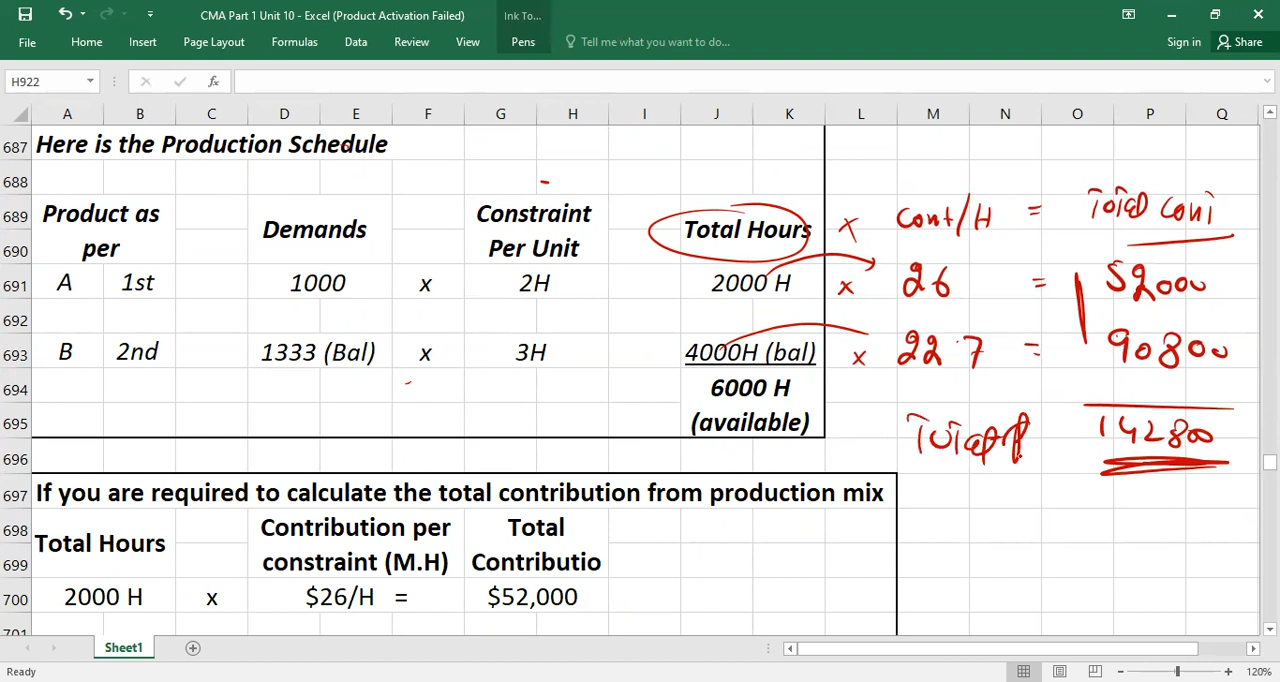 CMA Part 1 Unit 10 - Excel (Product Activation Failed)
Ink To...
File Home Insert Page Layout Formulas Data Review View Pens Tell me what you want to do... Sign in Share
H922 fx
A B C D E F G H I J K L M N O P Q
687 Here is the Production Schedule
688
689 Product as per Demands Constraint Per Unit Total Hours x Cont/H = Total Cont
690
691 A 1st 1000 x 2H 2000 H x 26 = 52000
692
693 B 2nd 1333 (Bal) x 3H 4000H (bal) x 22.7 = 90800
694 6000 H
695 (available) 142800
696
697 If you are required to calculate the total contribution from production mix
698 Total Hours Contribution per Total
699 constraint (M.H) Contributio
700 2000 H x $26/H = $52,000
701
Sheet1
Ready 120%